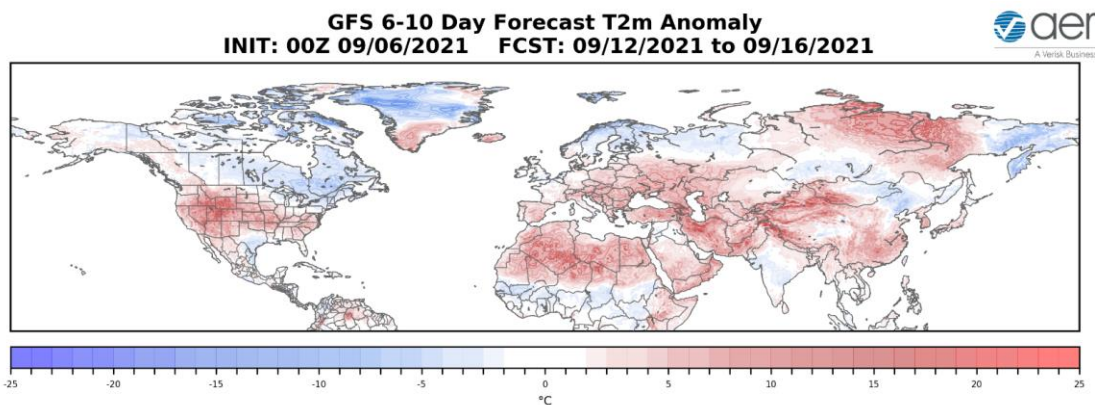 GFS 6-10 Day Forecast T2m Anomaly
INIT: 00Z 09/06/2021 FCST: 09/12/2021 to 09/16/2021
aer
A Verisk Business
-25 -20 -15 -10 -5 0 5 10 15 20 25
°C